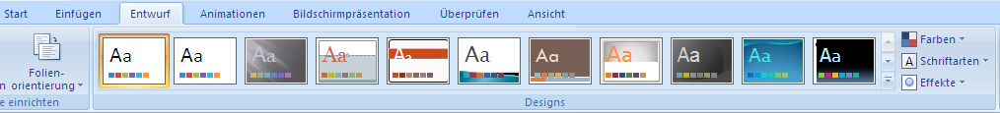 Start Einfügen Entwurf Animationen Bildschirmpräsentation Überprüfen Ansicht
Folien-
n orientierung
e einrichten
Aa Aa Aa Aa Aa Aa Aa Aa Aa Aa Aa
Designs
Farben
Schriftarten
A
Effekte